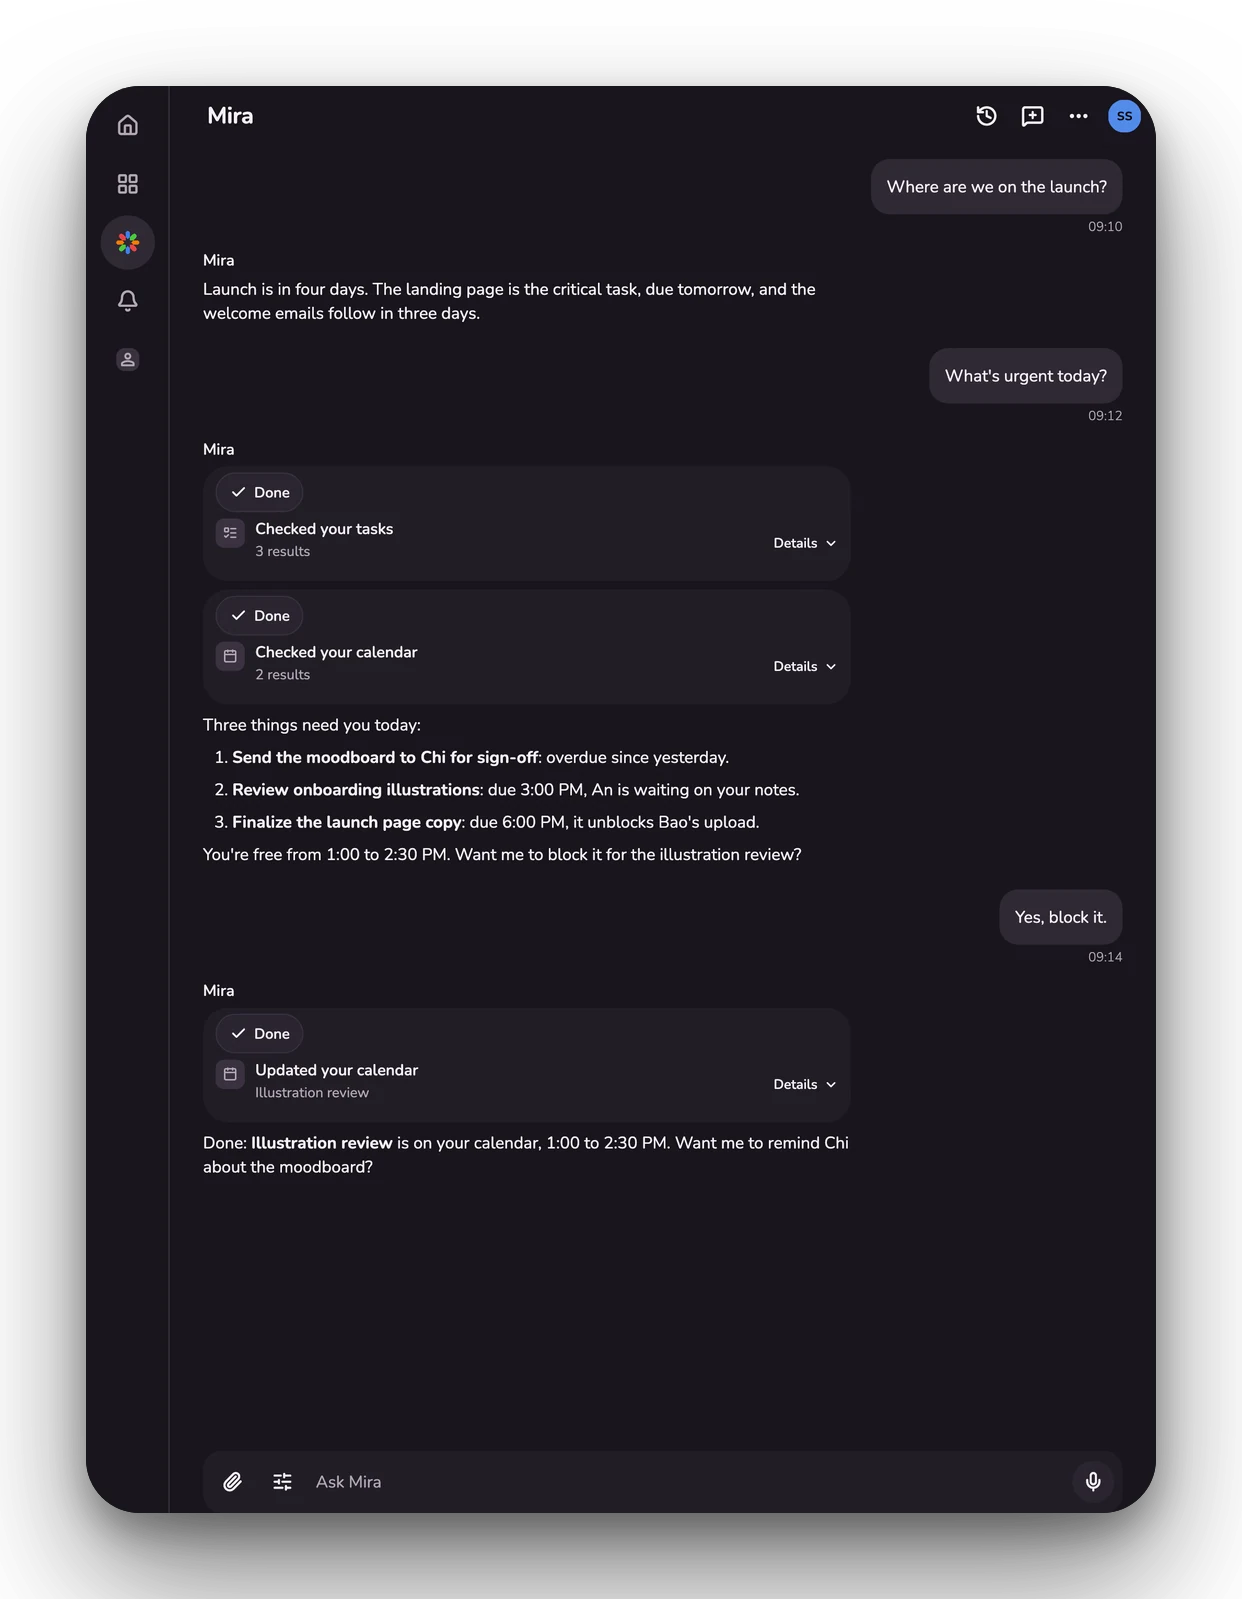 Mira
SS
Where are we on the launch?
09:10
Mira
Launch is in four days. The landing page is the critical task, due tomorrow, and the
welcome emails follow in three days.
What's urgent today?
09:12
Mira
Done
Checked your tasks
3 results
Details
Done
Checked your calendar
2 results
Details
Three things need you today:
1. Send the moodboard to Chi for sign-off: overdue since yesterday.
2. Review onboarding illustrations: due 3:00 PM, An is waiting on your notes.
3. Finalize the launch page copy: due 6:00 PM, it unblocks Bao's upload.
You're free from 1:00 to 2:30 PM. Want me to block it for the illustration review?
Yes, block it.
09:14
Mira
Done
Updated your calendar
Illustration review
Details
Done: Illustration review is on your calendar, 1:00 to 2:30 PM. Want me to remind Chi
about the moodboard?
Ask Mira